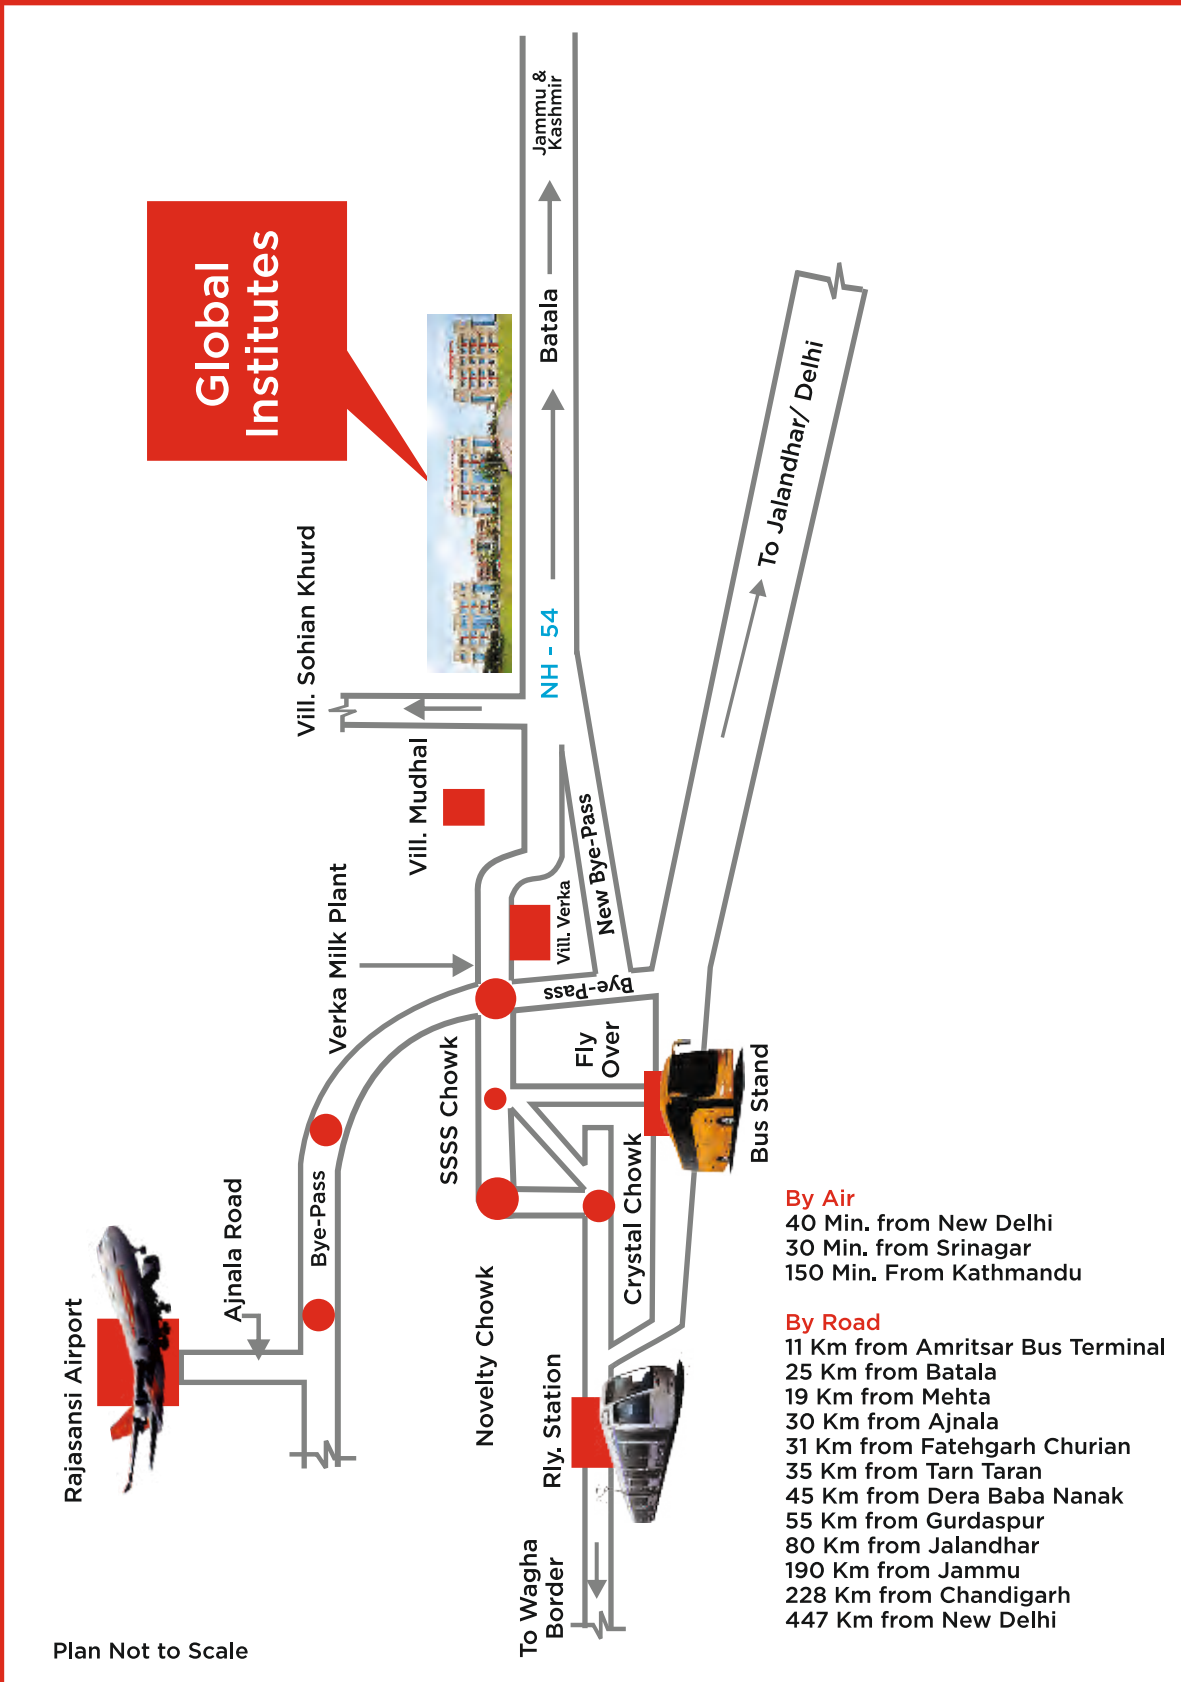 Jammu &
Kashmir
Global
Institutes
Batala
To Jalandhar/ Delhi
Vill. Sohian Khurd
NH - 54
Vill. Mudhal
New Bye-Pass
Verka Milk Plant
Vill. Verka
Bye-Pass
Fly
Over
SSSS Chowk
Bus Stand
Crystal Chowk
Bye-Pass
Ajnala Road
Novelty Chowk
Rajasansi Airport
Rly. Station
To Wagha
Border
By Air
40 Min. from New Delhi
30 Min. from Srinagar
150 Min. From Kathmandu
By Road
11 Km from Amritsar Bus Terminal
25 Km from Batala
19 Km from Mehta
30 Km from Ajnala
31 Km from Fatehgarh Churian
35 Km from Tarn Taran
45 Km from Dera Baba Nanak
55 Km from Gurdaspur
80 Km from Jalandhar
190 Km from Jammu
228 Km from Chandigarh
447 Km from New Delhi
Plan Not to Scale